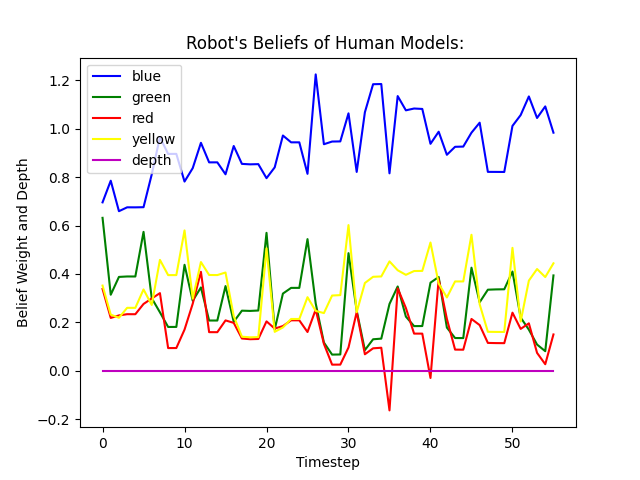 Robot's Beliefs of Human Models:
blue
green
red
yellow
depth
Belief Weight and Depth
1.2
1.0
0.8
0.6
0.4
0.2
0.0
−0.2
0 10 20 30 40 50
Timestep